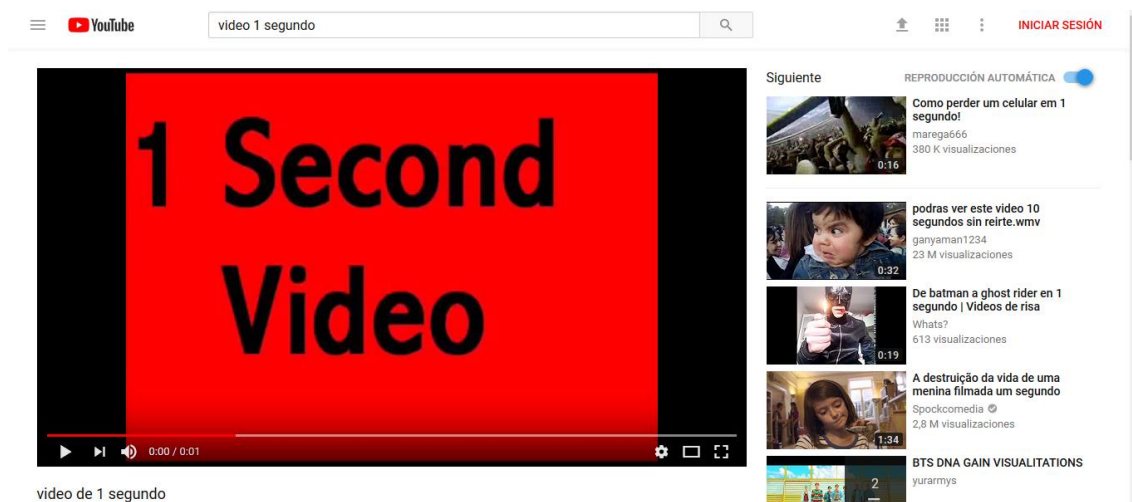 YouTube
video 1 segundo
INICIAR SESIÓN
1 Second
Video
0:00 / 0:01
video de 1 segundo
Siguiente
REPRODUCCIÓN AUTOMÁTICA
Como perder um celular em 1
segundo!
marega666
380 K visualizaciones
0:16
podras ver este video 10
segundos sin reirte.wmv
ganyaman1234
23 M visualizaciones
0:32
De batman a ghost rider en 1
segundo | Videos de risa
Whats?
613 visualizaciones
0:19
A destruição da vida de uma
menina filmada um segundo
Spockcomedia
2,8 M visualizaciones
1:34
BTS DNA GAIN VISUALITATIONS
yurarmys
2